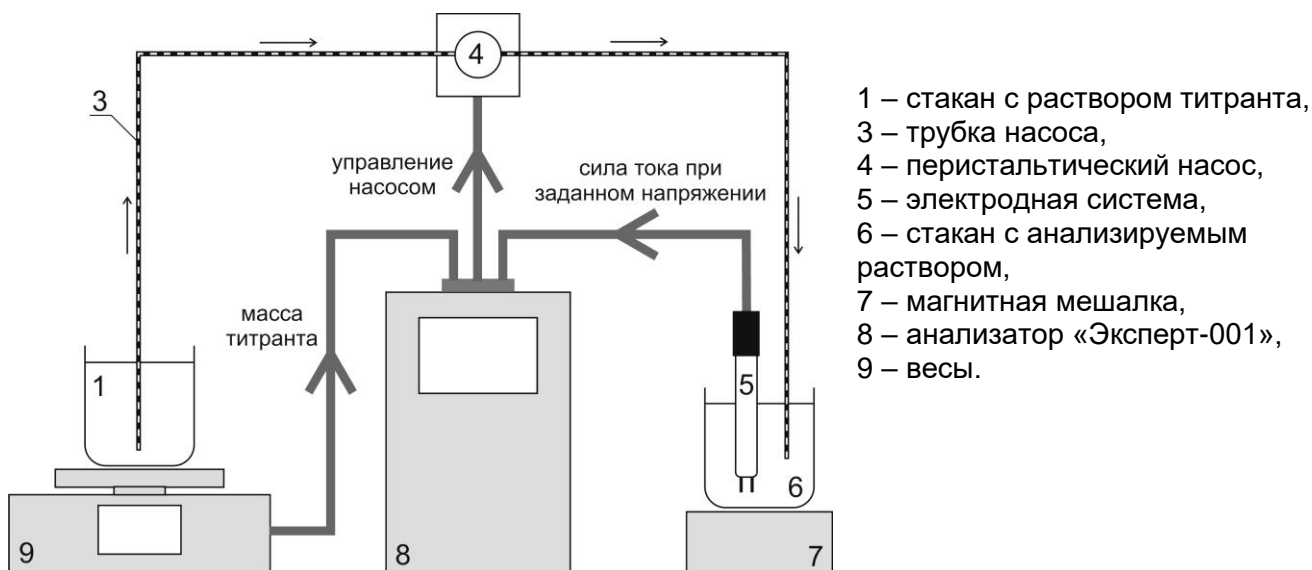 4
3
управление
насосом
сила тока при
заданном напряжении
масса
титранта
1
5
6
9
8
7
1 – стакан с раствором титранта,
3 – трубка насоса,
4 – перистальтический насос,
5 – электродная система,
6 – стакан с анализируемым
раствором,
7 – магнитная мешалка,
8 – анализатор «Эксперт-001»,
9 – весы.